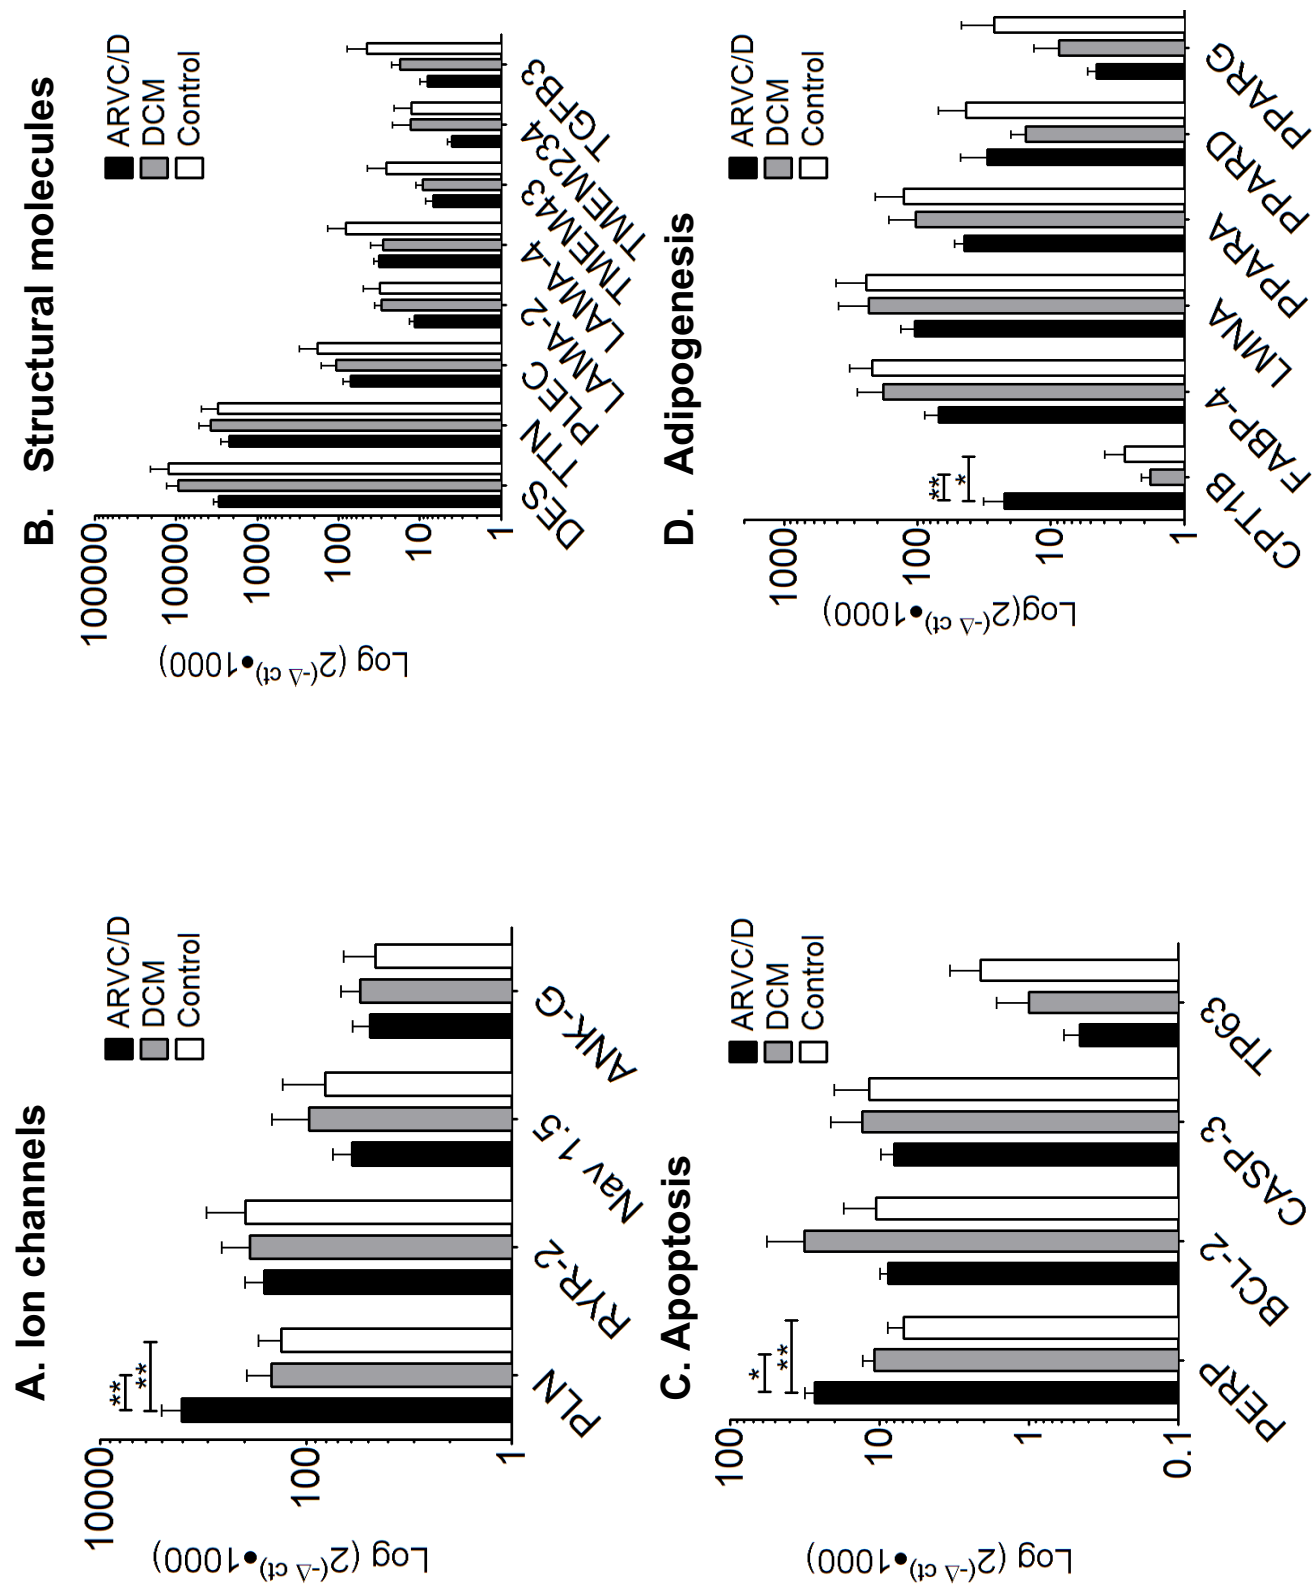 A. Ion channels
Log (2(-Δ ct)•1000)
10000
100
1
ARVC/D
DCM
Control
**
**
PLN
RYR-2
Nav 1.5
ANK-G
B. Structural molecules
Log (2(-Δ ct)•1000)
100000
10000
1000
100
10
1
ARVC/D
DCM
Control
DES
TTN
PLEC
LAMA-2
LAMA-4
TMEM43
TMEM234
TGFB3
C. Apoptosis
Log (2(-Δ ct)•1000)
100
10
1
0.1
ARVC/D
DCM
Control
*
**
PERP
BCL-2
CASP-3
TP63
D. Adipogenesis
Log(2(-Δ ct)•1000)
1000
100
10
1
ARVC/D
DCM
Control
**
*
CPT1B
FABP-4
LMNA
PPARA
PPARD
PPARG